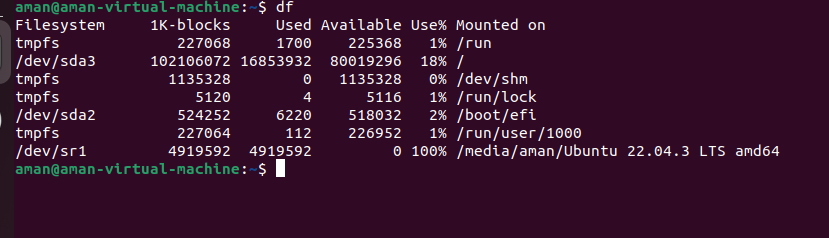 aman@aman-virtual-machine:~$ df
Filesystem     1K-blocks     Used Available Use% Mounted on
tmpfs             227068     1700    225368   1% /run
/dev/sda3      102106072 16853932  80019296  18% /
tmpfs            1135328        0   1135328   0% /dev/shm
tmpfs               5120        4      5116   1% /run/lock
/dev/sda2         524252     6220    518032   2% /boot/efi
tmpfs             227064      112    226952   1% /run/user/1000
/dev/sr1         4919592  4919592         0 100% /media/aman/Ubuntu 22.04.3 LTS amd64
aman@aman-virtual-machine:~$